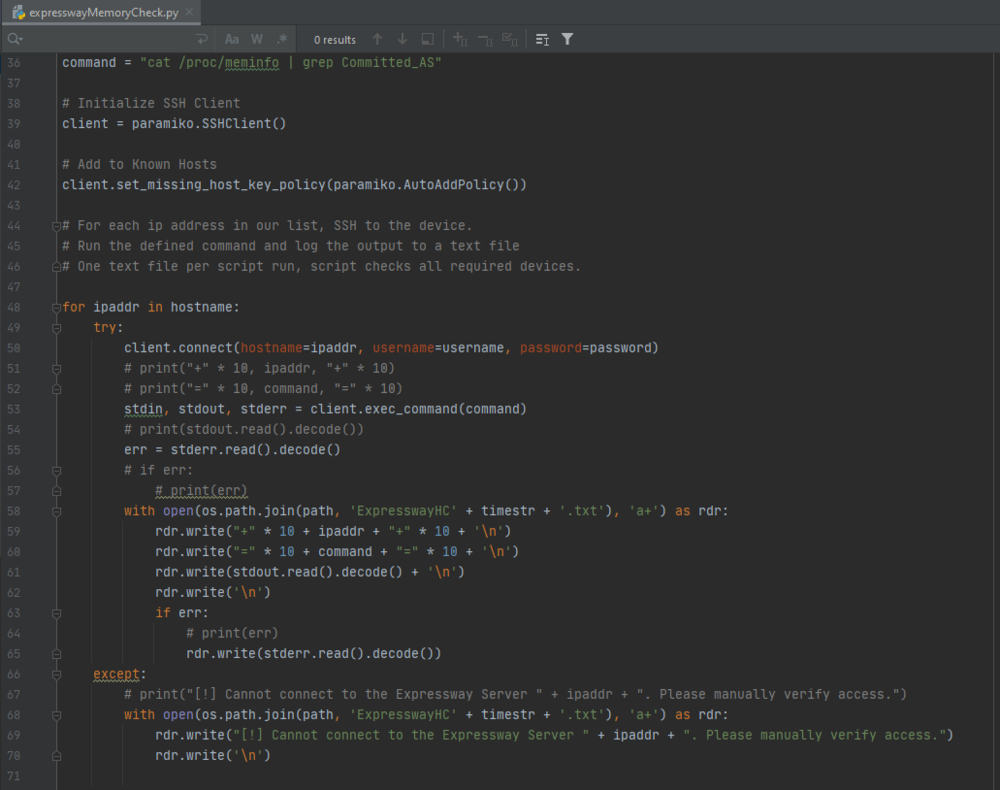 expresswayMemoryCheck.py
Aa W .* 0 results
36 command = "cat /proc/meminfo | grep Committed_AS"
37
38 # Initialize SSH Client
39 client = paramiko.SSHClient()
40
41 # Add to Known Hosts
42 client.set_missing_host_key_policy(paramiko.AutoAddPolicy())
43
44 # For each ip address in our list, SSH to the device.
45 # Run the defined command and log the output to a text file
46 # One text file per script run, script checks all required devices.
47
48 for ipaddr in hostname:
49     try:
50         client.connect(hostname=ipaddr, username=username, password=password)
51         # print("+" * 10, ipaddr, "+" * 10)
52         # print("=" * 10, command, "=" * 10)
53         stdin, stdout, stderr = client.exec_command(command)
54         # print(stdout.read().decode())
55         err = stderr.read().decode()
56         # if err:
57             # print(err)
58         with open(os.path.join(path, 'ExpresswayHC' + timestr + '.txt'), 'a+') as rdr:
59             rdr.write("+" * 10 + ipaddr + "+" * 10 + '\n')
60             rdr.write("=" * 10 + command + "=" * 10 + '\n')
61             rdr.write(stdout.read().decode() + '\n')
62             rdr.write('\n')
63             if err:
64                 # print(err)
65                 rdr.write(stderr.read().decode())
66     except:
67         # print("[!] Cannot connect to the Expressway Server " + ipaddr + ". Please manually verify access.")
68         with open(os.path.join(path, 'ExpresswayHC' + timestr + '.txt'), 'a+') as rdr:
69             rdr.write("[!] Cannot connect to the Expressway Server " + ipaddr + ". Please manually verify access.")
70             rdr.write('\n')
71